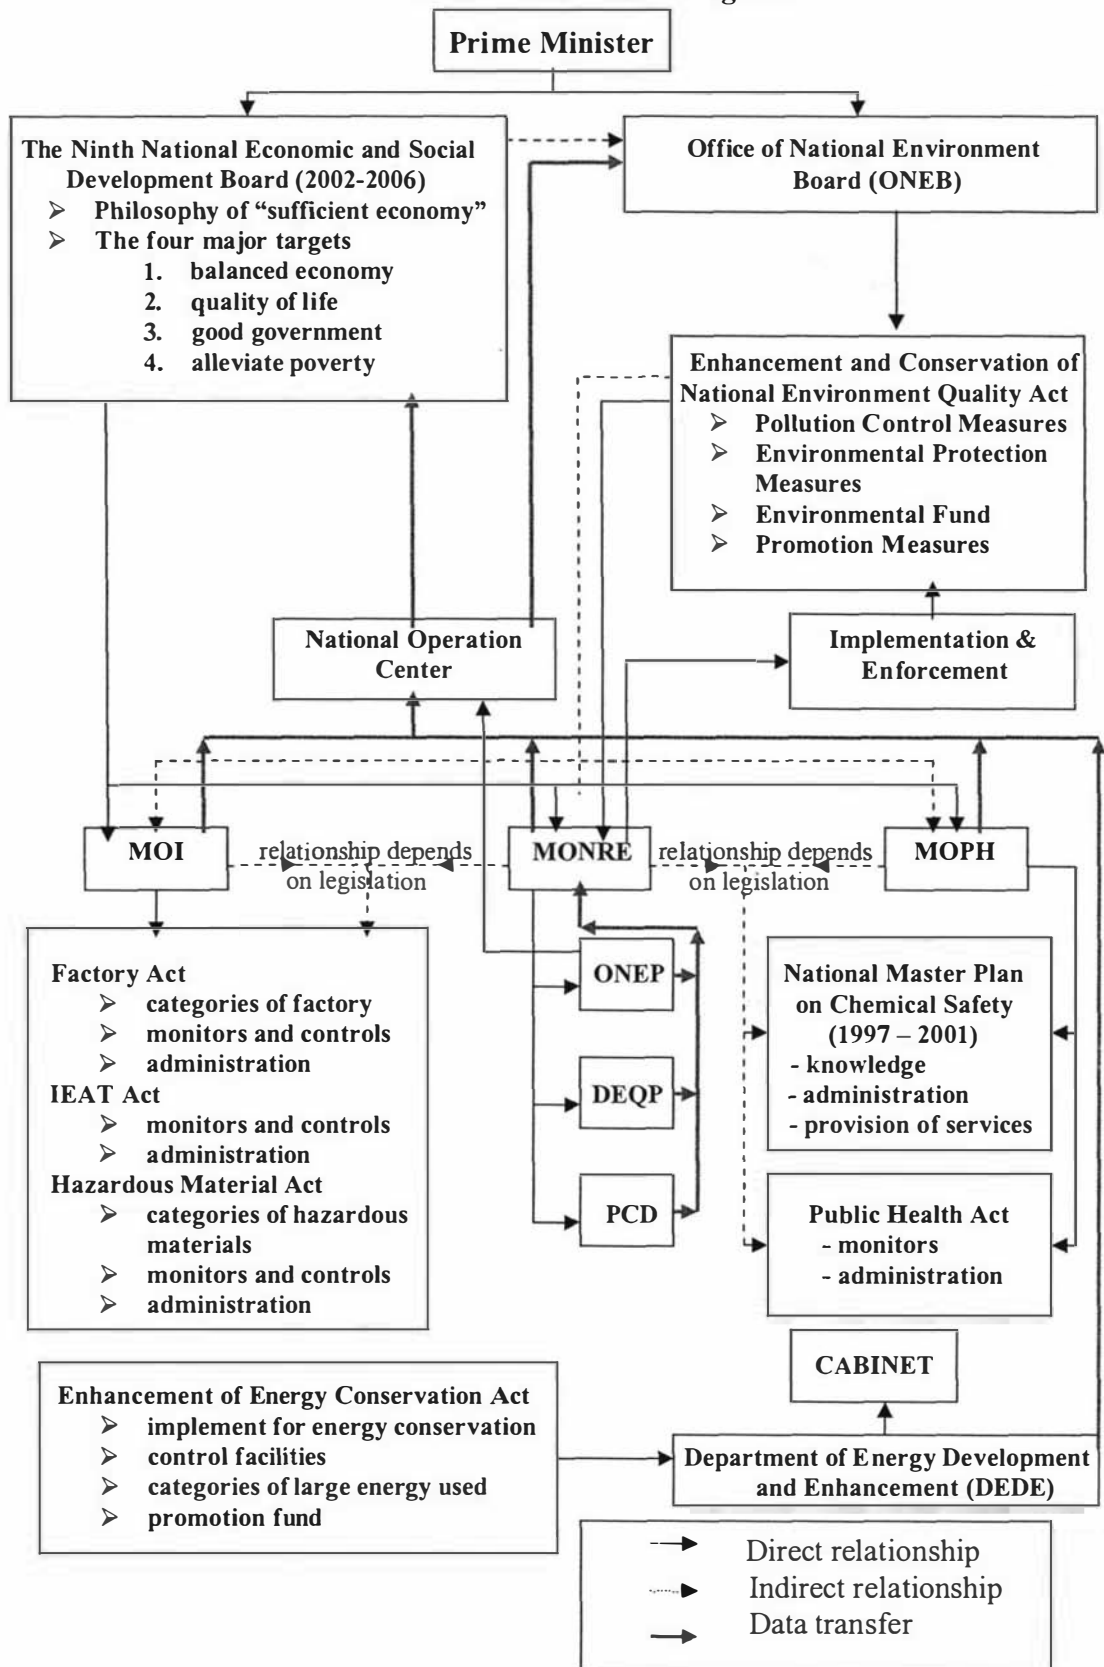 Prime Minister
The Ninth National Economic and Social
Development Board (2002-2006)
➢ Philosophy of “sufficient economy”
➢ The four major targets
1. balanced economy
2. quality of life
3. good government
4. alleviate poverty
Office of National Environment
Board (ONEB)
Enhancement and Conservation of
National Environment Quality Act
➢ Pollution Control Measures
➢ Environmental Protection
Measures
➢ Environmental Fund
➢ Promotion Measures
National Operation
Center
Implementation &
Enforcement
MOI
relationship depends
on legislation
MONRE
relationship depends
on legislation
MOPH
Factory Act
➢ categories of factory
➢ monitors and controls
➢ administration
IEAT Act
➢ monitors and controls
➢ administration
Hazardous Material Act
➢ categories of hazardous
materials
➢ monitors and controls
➢ administration
ONEP
DEQP
PCD
National Master Plan
on Chemical Safety
(1997 – 2001)
- knowledge
- administration
- provision of services
Public Health Act
- monitors
- administration
CABINET
Enhancement of Energy Conservation Act
➢ implement for energy conservation
➢ control facilities
➢ categories of large energy used
➢ promotion fund
Department of Energy Development
and Enhancement (DEDE)
Direct relationship
Indirect relationship
Data transfer